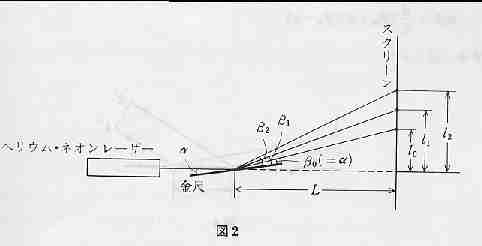 スクリーン
ヘリウム・ネオンレーザー
α
金尺
β₂
β₁
β₀(=α)
l₀
l₁
l₂
L
図2